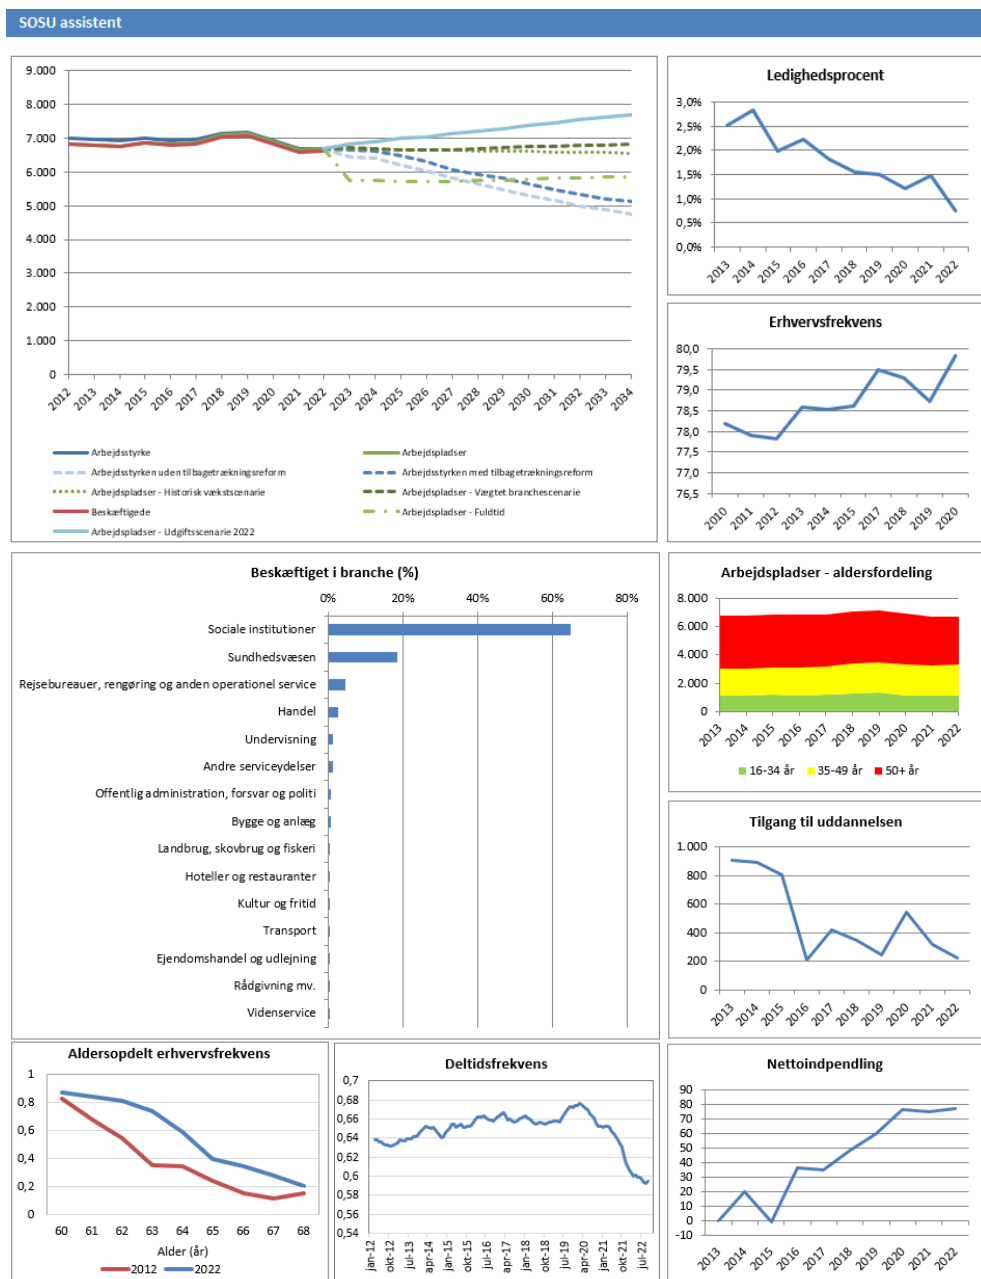 SOSU assistent
9.000
8.000
7.000
6.000
5.000
4.000
3.000
2.000
1.000
0
2012 2013 2014 2015 2016 2017 2018 2019 2020 2021 2022 2023 2024 2025 2026 2027 2028 2029 2030 2031 2032 2033 2034
Arbejdsstyrke
Arbejdspladser
Arbejdsstyrken uden tilbagetrækningsreform
Arbejdsstyrken med tilbagetrækningsreform
Arbejdspladser - Historisk vækstscenarie
Arbejdspladser - Vægtet branchescenarie
Beskæftigede
Arbejdspladser - Fuldtid
Arbejdspladser - Udgiftsscenarie 2022
Ledighedsprocent
3,0%
2,5%
2,0%
1,5%
1,0%
0,5%
0,0%
2013 2014 2015 2016 2017 2018 2019 2020 2021 2022
Erhvervsfrekvens
80,0
79,5
79,0
78,5
78,0
77,5
77,0
76,5
2010 2011 2012 2013 2014 2015 2016 2017 2018 2019 2020
Beskæftiget i branche (%)
0% 20% 40% 60% 80%
Sociale institutioner
Sundhedsvæsen
Rejsebureauer, rengøring og anden operationel service
Handel
Undervisning
Andre serviceydelser
Offentlig administration, forsvar og politi
Bygge og anlæg
Landbrug, skovbrug og fiskeri
Hoteller og restauranter
Kultur og fritid
Transport
Ejendomshandel og udlejning
Rådgivning mv.
Videnservice
Arbejdspladser - aldersfordeling
8.000
6.000
4.000
2.000
0
2013 2014 2015 2016 2017 2018 2019 2020 2021 2022
16-34 år 35-49 år 50+ år
Tilgang til uddannelsen
1.000
800
600
400
200
0
2013 2014 2015 2016 2017 2018 2019 2020 2021 2022
Aldersopdelt erhvervsfrekvens
1
0,8
0,6
0,4
0,2
0
60 61 62 63 64 65 66 67 68
Alder (år)
2012 2022
Deltidsfrekvens
0,7
0,68
0,66
0,64
0,62
0,6
0,58
0,56
0,54
jan-12 okt-12 jul-13 apr-14 jan-15 okt-15 jul-16 apr-17 jan-18 okt-18 jul-19 apr-20 jan-21 okt-21 jul-22
Nettoindpendling
90
80
70
60
50
40
30
20
10
0
-10
2013 2014 2015 2016 2017 2018 2019 2020 2021 2022